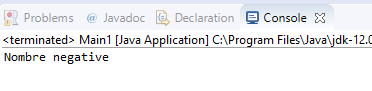 Problems @ Javadoc Declaration Console
<terminated> Main1 [Java Application] C:\Program Files\Java\jdk-12.0
Nombre negative